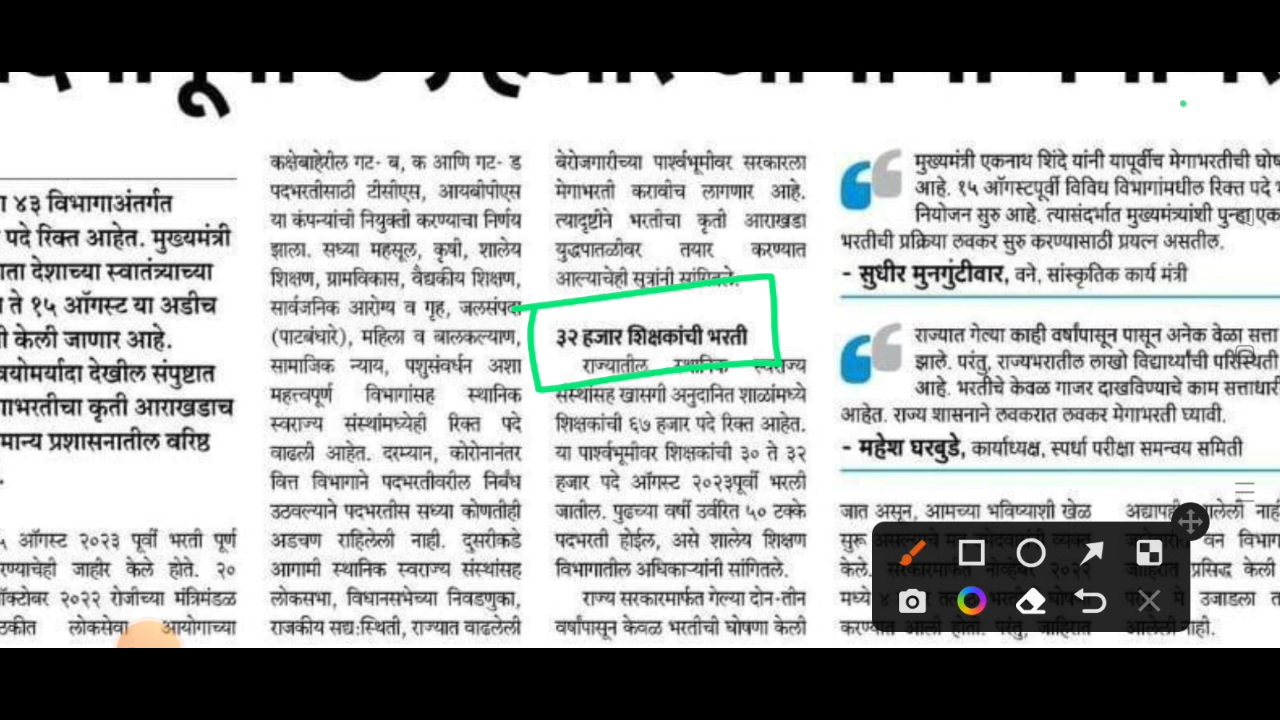 ४३ विभागाअंतर्गत
पदे रिक्त आहेत. मुख्यमंत्री
देशाच्या स्वातंत्र्याच्या
ते १५ ऑगस्ट या अडीच
केली जाणार आहे.
देखील संपुष्टात
कृती आराखडाच
प्रशासनातील वरिष्ठ
ऑगस्ट २०२३ पूर्वी भरती पूर्ण
जाहीर केले होते. २०
२०२२ रोजीच्या मंत्रिमंडळ
लोकसेवा आयोगाच्या
कक्षेबाहेरील गट- ब, क आणि गट- ड
पदभरतीसाठी टीसीएस, आयबीपीएस
या कंपन्यांची नियुक्ती करण्याचा निर्णय
झाला. सध्या महसूल, कृषी, शालेय
शिक्षण, ग्रामविकास, वैद्यकीय शिक्षण,
सार्वजनिक आरोग्य व गृह, जलसंपदा
(पाटबंधारे), महिला व बालकल्याण,
सामाजिक न्याय, पशुसंवर्धन अशा
महत्त्वपूर्ण विभागांसह स्थानिक
स्वराज्य संस्थांमध्येही रिक्त पदे
वाढली आहेत. दरम्यान, कोरोनानंतर
वित्त विभागाने पदभरतीवरील निर्बंध
उठवल्याने पदभरतीस सध्या कोणतीही
अडचण राहिलेली नाही. दुसरीकडे
आगामी स्थानिक स्वराज्य संस्थांसह
लोकसभा, विधानसभेच्या निवडणुका,
राजकीय सद्य:स्थिती, राज्यात वाढलेली
बेरोजगारीच्या पार्श्वभूमीवर सरकारला
मेगाभरती करावीच लागणार आहे.
त्यादृष्टीने भरतीचा कृती आराखडा
युद्धपातळीवर तयार करण्यात
आल्याचेही सुत्रांनी सांगितले.
३२ हजार शिक्षकांची भरती
राज्यातील स्थानिक स्वराज्य
संस्थांसह खासगी अनुदानित शाळांमध्ये
शिक्षकांची ६७ हजार पदे रिक्त आहेत.
या पार्श्वभूमीवर शिक्षकांची ३० ते ३२
हजार पदे ऑगस्ट २०२३पूर्वी भरली
जातील. पुढच्या वर्षी उर्वरित ५० टक्के
पदभरती होईल, असे शालेय शिक्षण
विभागातील अधिकाऱ्यांनी सांगितले.
राज्य सरकारमार्फत गेल्या दोन-तीन
वर्षांपासून केवळ भरतीची घोषणा केली
मुख्यमंत्री एकनाथ शिंदे यांनी यापूर्वीच मेगाभरतीची
आहे. १५ ऑगस्टपूर्वी विविध विभागांमधील रिक्त पदे
नियोजन सुरु आहे. त्यासंदर्भात मुख्यमंत्र्यांशी पुन्हा
भरतीची प्रक्रिया लवकर सुरु करण्यासाठी प्रयत्न असतील.
- सुधीर मुनगुंटीवार, वने, सांस्कृतिक कार्य मंत्री
राज्यात गेल्या काही वर्षांपासून पासून अनेक वेळा सत्ता
झाले. परंतु, राज्यभरातील लाखो विद्यार्थ्यांची परिस्थिती
आहे. भरतीचे केवळ गाजर दाखविण्याचे काम
आहेत. राज्य शासनाने लवकरात लवकर मेगाभरती घ्यावी.
- महेश घरबुडे, कार्याध्यक्ष, स्पर्धा परीक्षा समन्वय समिती
जात असून, आमच्या भविष्याशी खेळ
सुरू
केले.
मध्ये
वन
प्रसिद्ध केली
उजाडला